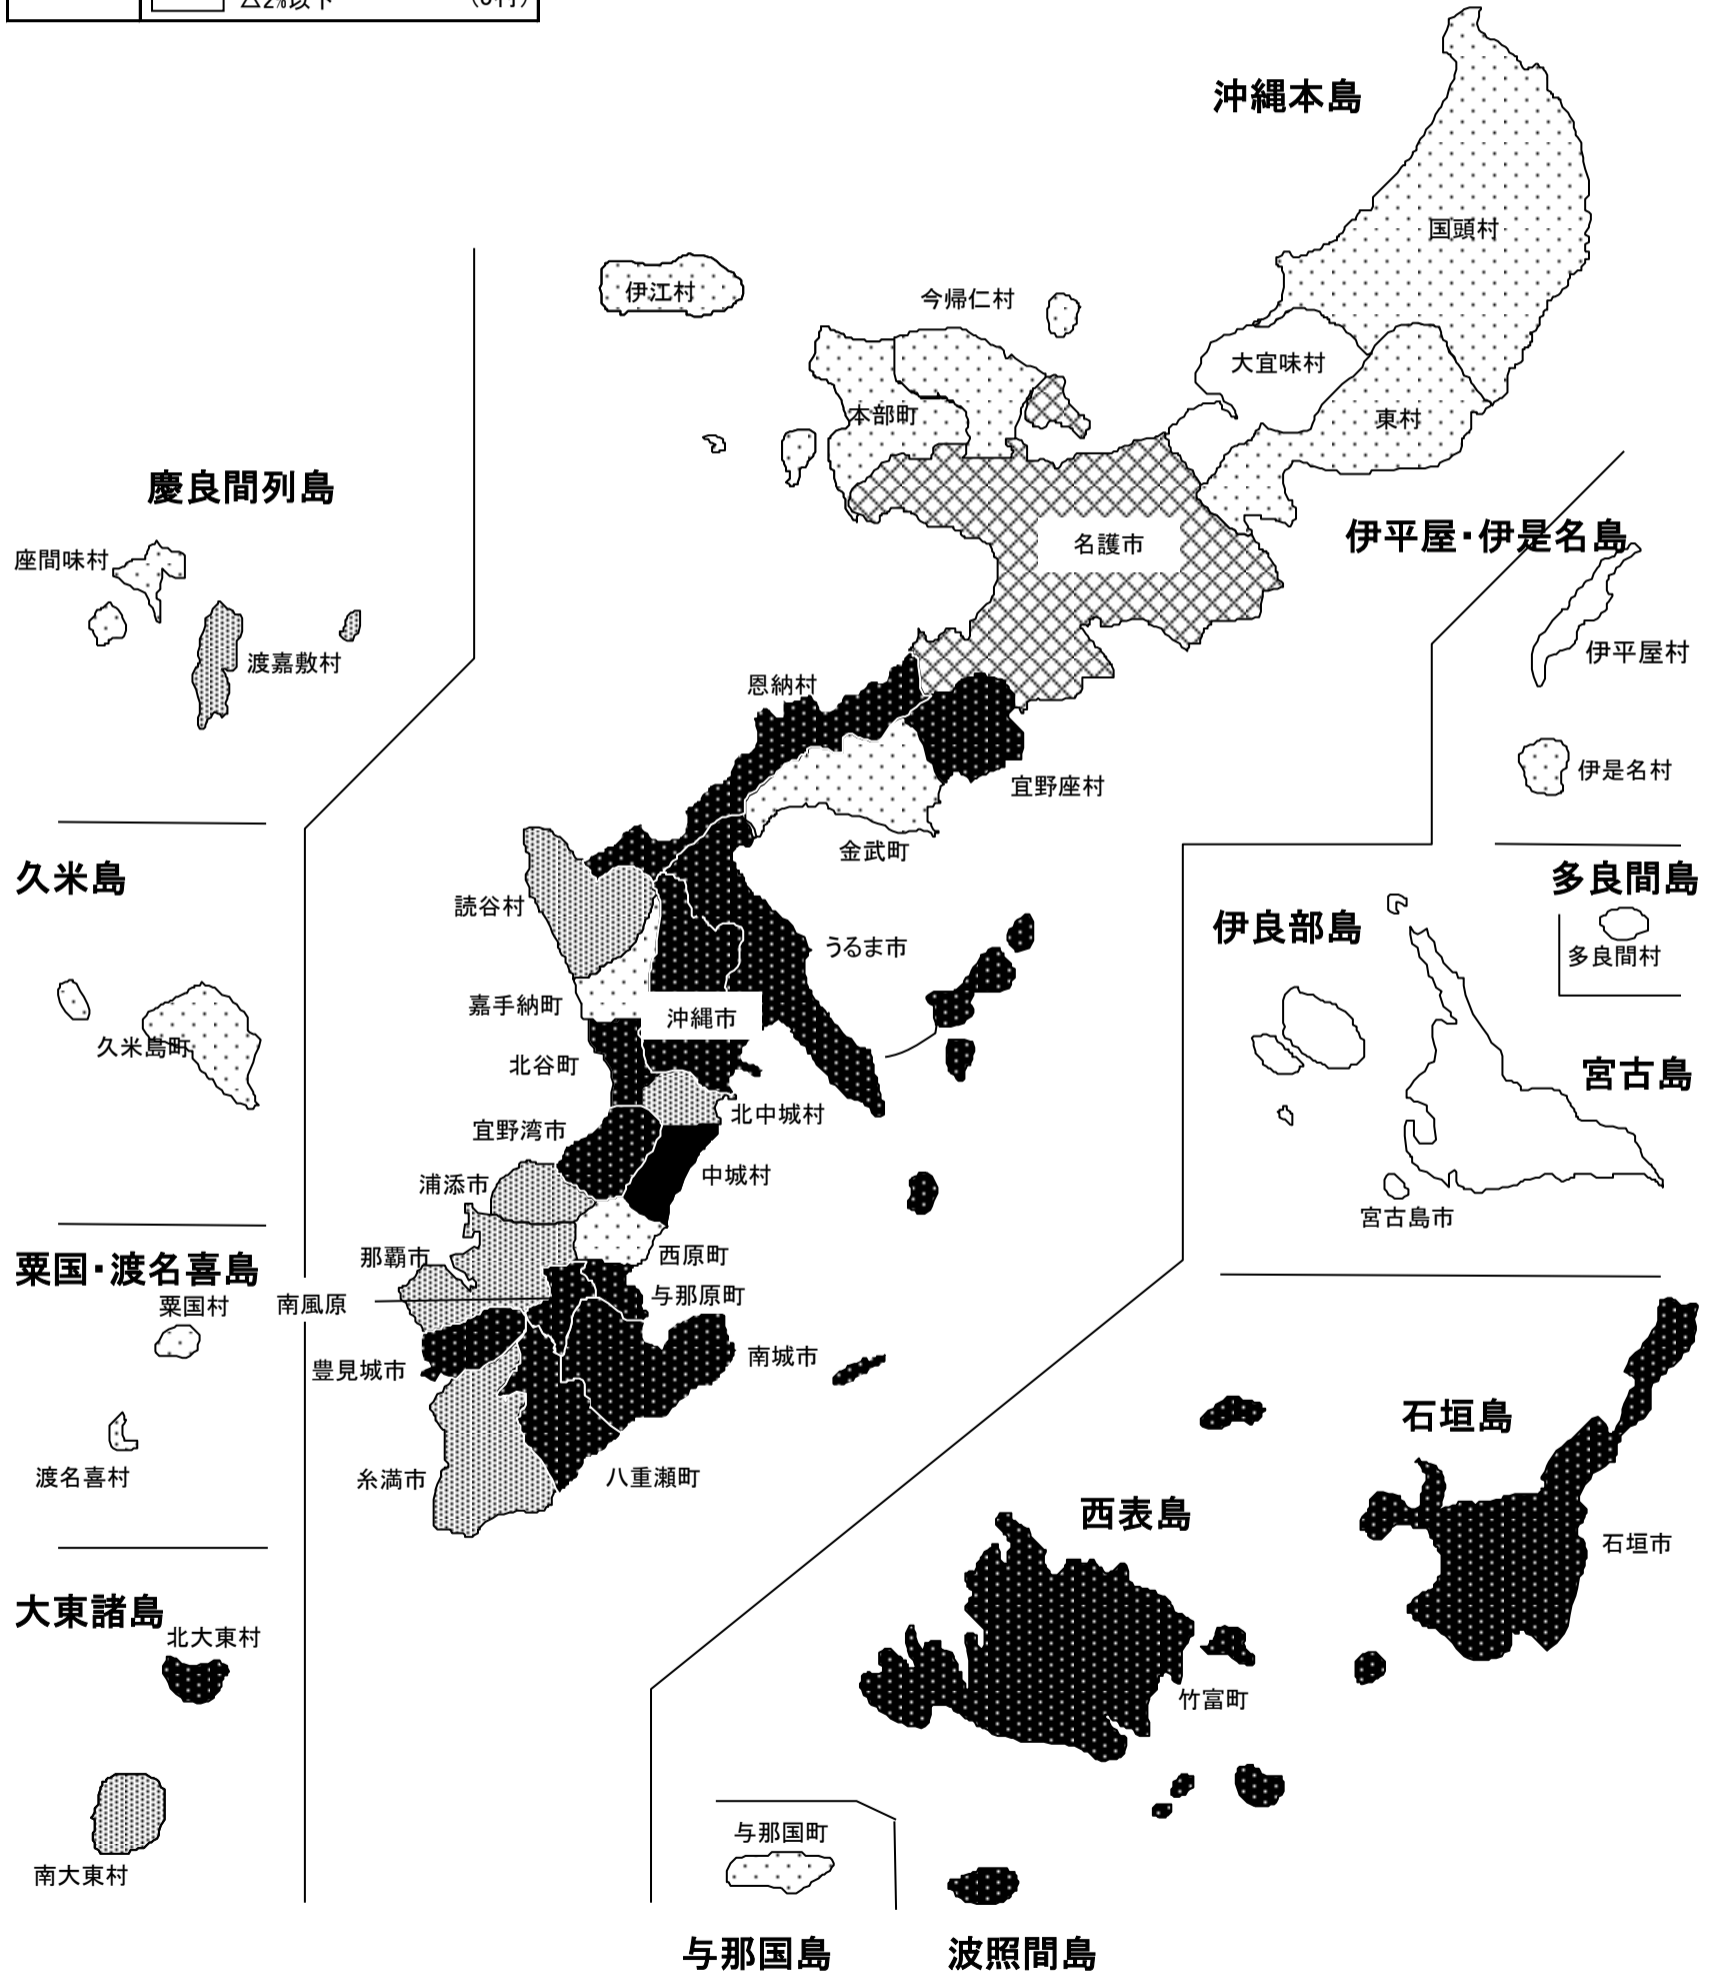 △2%以下
沖縄本島
国頭村
伊江村
今帰仁村
大宜味村
本部町
東村
慶良間列島
伊平屋・伊是名島
名護市
座間味村
伊平屋村
渡嘉敷村
恩納村
伊是名村
宜野座村
金武町
久米島
多良間島
読谷村
伊良部島
うるま市
多良間村
嘉手納町
沖縄市
久米島町
北谷町
宮古島
北中城村
宜野湾市
中城村
浦添市
宮古島市
那覇市
西原町
粟国・渡名喜島
粟国村
南風原
与那原町
豊見城市
南城市
石垣島
渡名喜村
糸満市
八重瀬町
西表島
石垣市
大東諸島
北大東村
竹富町
与那国町
南大東村
与那国島
波照間島